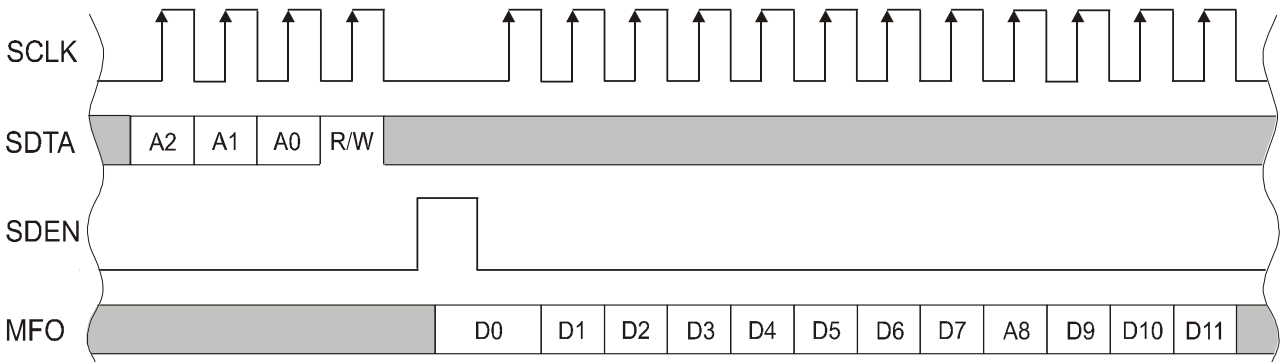 SCLK
SDTA A2 A1 A0 R/W
SDEN
MFO D0 D1 D2 D3 D4 D5 D6 D7 A8 D9 D10 D11